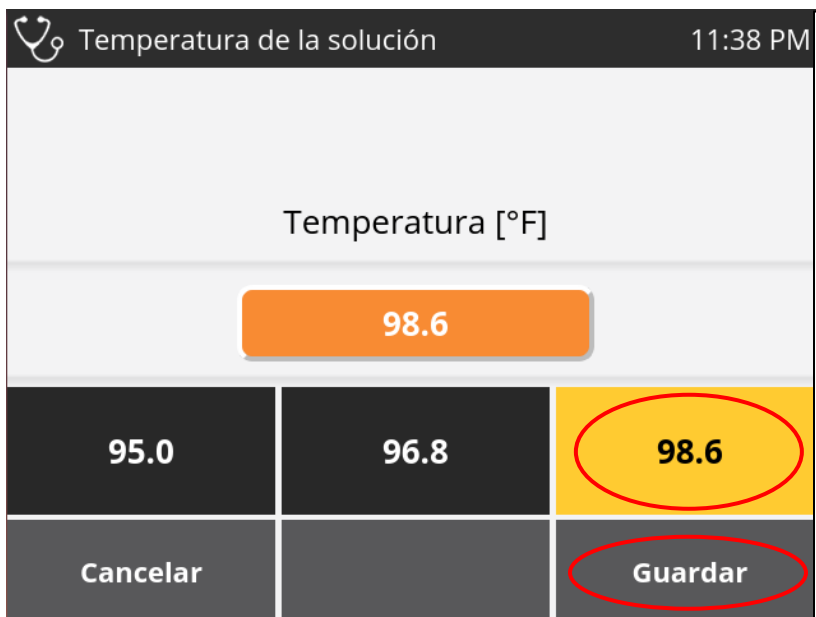 Temperatura de la solución 11:38 PM
Temperatura [°F]
98.6
95.0 96.8 98.6
Cancelar Guardar